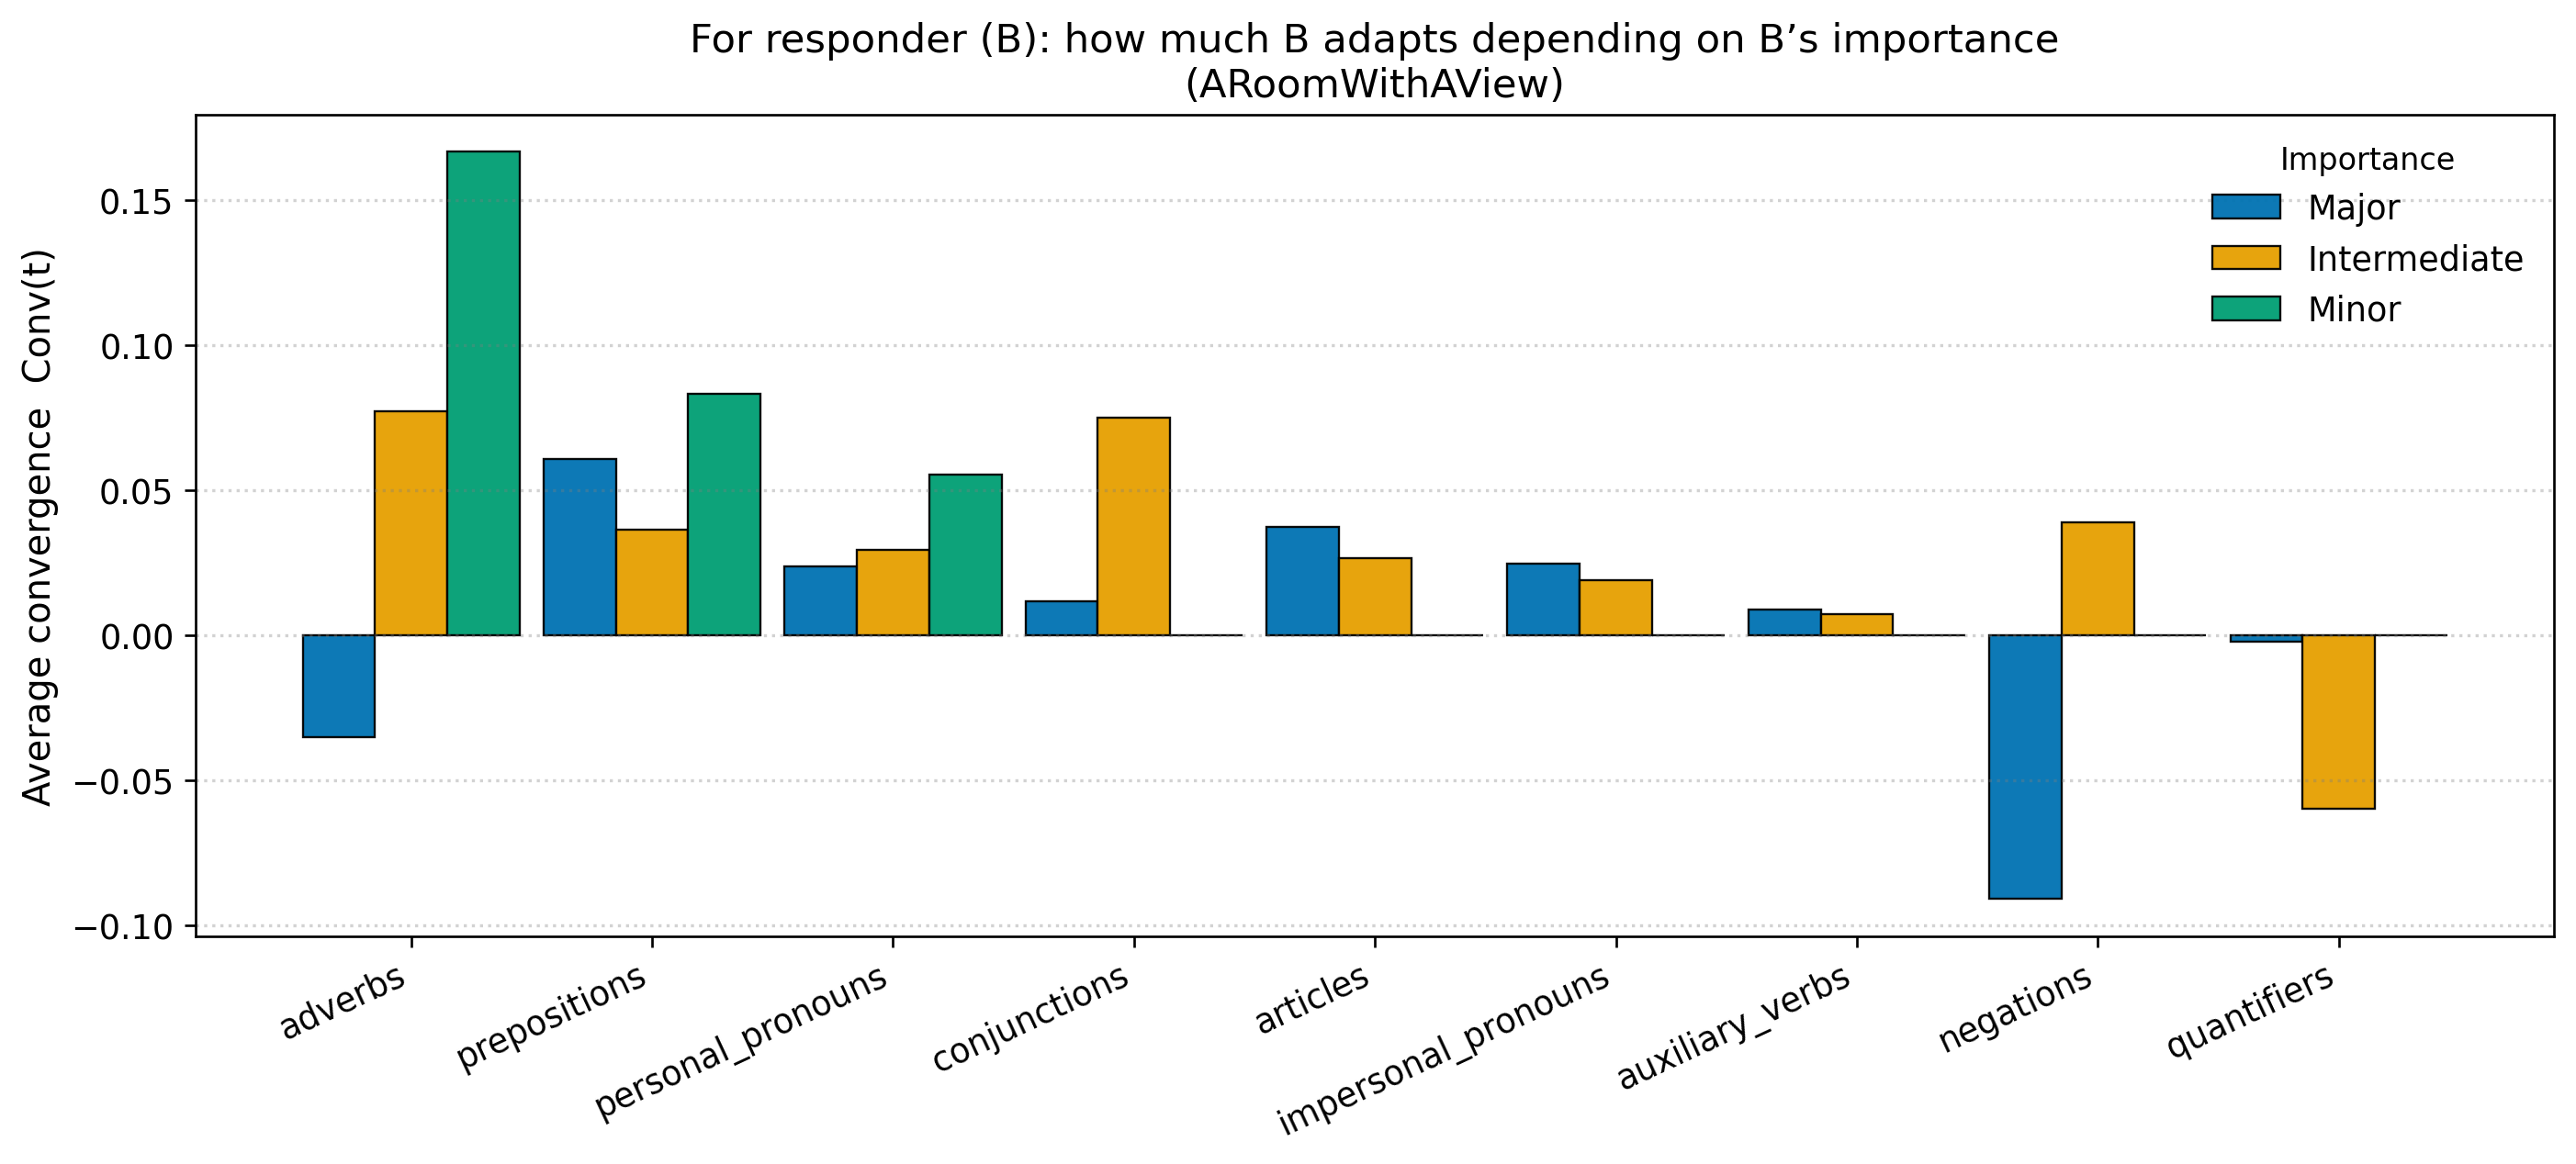 For responder (B): how much B adapts depending on B’s importance
(ARoomWithAView)
Average convergence  Conv(t)
0.15
0.10
0.05
0.00
−0.05
−0.10
Importance
Major
Intermediate
Minor
adverbs
prepositions
personal_pronouns
conjunctions
articles
impersonal_pronouns
auxiliary_verbs
negations
quantifiers